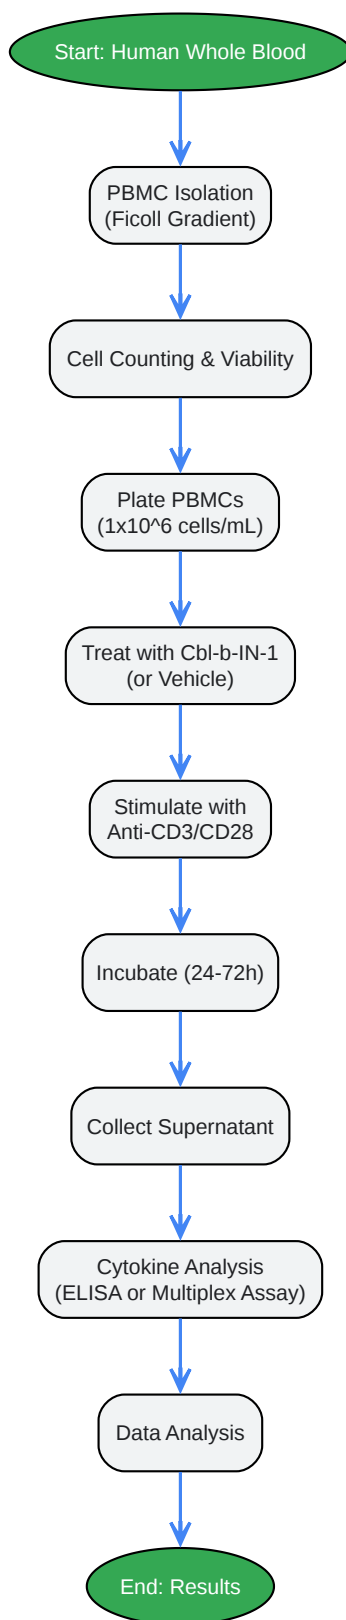 Start: Human Whole Blood
PBMC Isolation
(Ficoll Gradient)
Cell Counting & Viability
Plate PBMCs
(1x10^6 cells/mL)
Treat with Cbl-b-IN-1
(or Vehicle)
Stimulate with
Anti-CD3/CD28
Incubate (24-72h)
Collect Supernatant
Cytokine Analysis
(ELISA or Multiplex Assay)
Data Analysis
End: Results